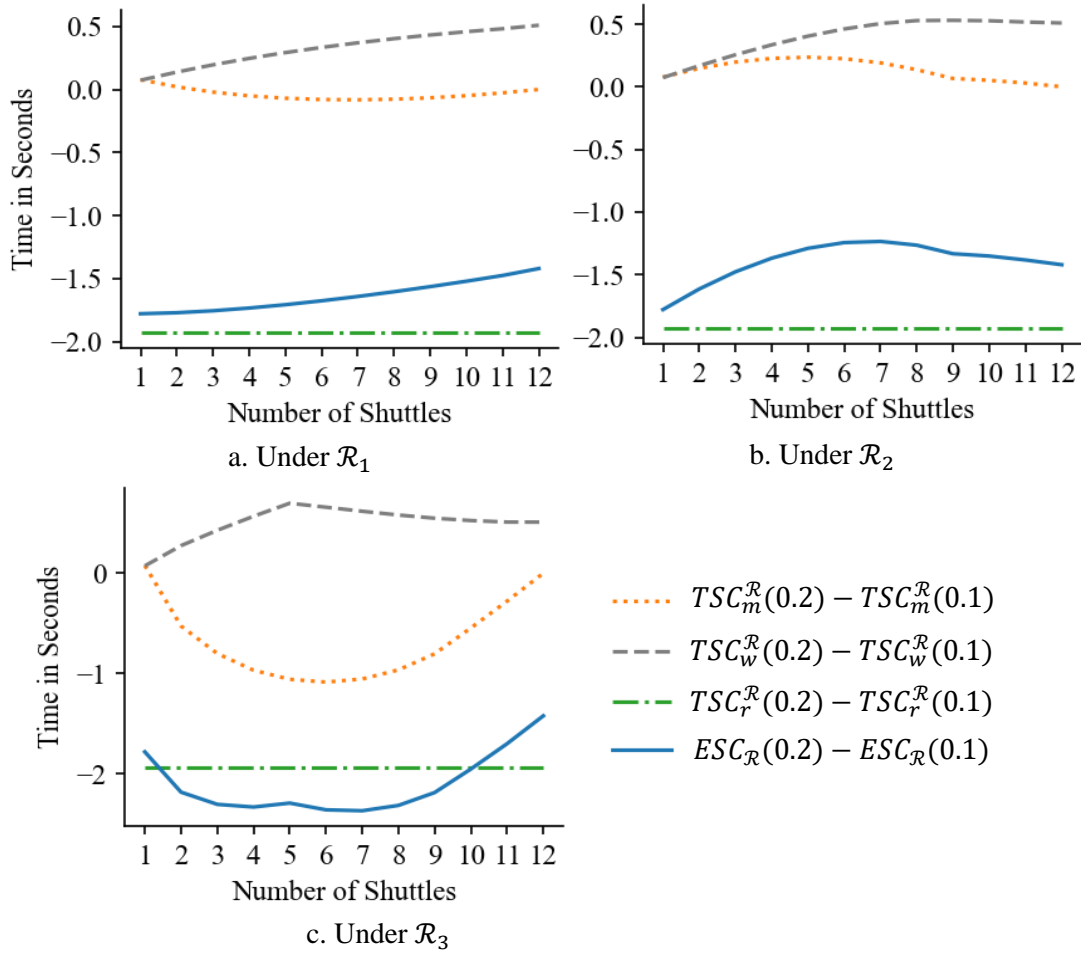 0.5
0.0
−0.5
−1.0
−1.5
−2.0
Time in Seconds
1 2 3 4 5 6 7 8 9 10 11 12
Number of Shuttles
a. Under ℛ₁
0.5
0.0
−0.5
−1.0
−1.5
−2.0
1 2 3 4 5 6 7 8 9 10 11 12
Number of Shuttles
b. Under ℛ₂
0
−1
−2
Time in Seconds
1 2 3 4 5 6 7 8 9 10 11 12
Number of Shuttles
c. Under ℛ₃
TSC_m^ℛ(0.2) − TSC_m^ℛ(0.1)
TSC_w^ℛ(0.2) − TSC_w^ℛ(0.1)
TSC_r^ℛ(0.2) − TSC_r^ℛ(0.1)
ESC_ℛ(0.2) − ESC_ℛ(0.1)